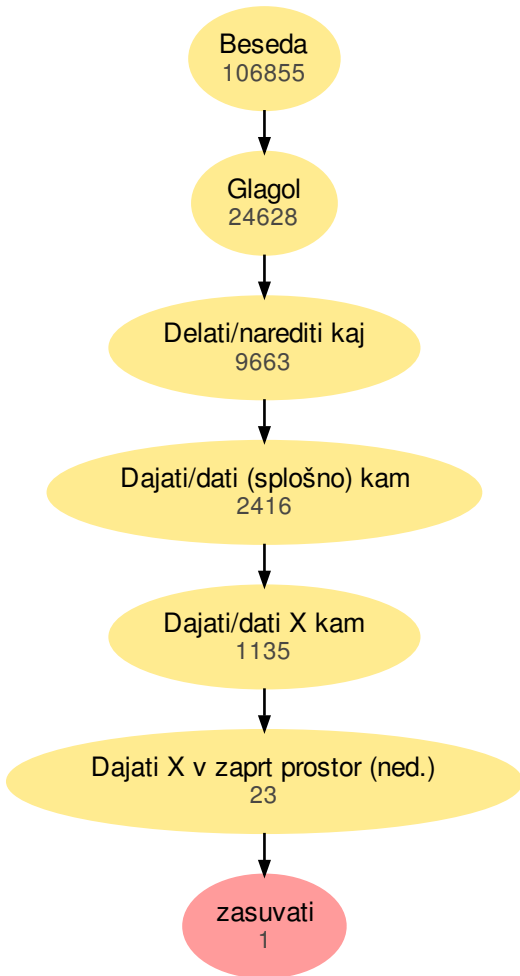 Beseda
106855
Glagol
24628
Delati/narediti kaj
9663
Dajati/dati (splošno) kam
2416
Dajati/dati X kam
1135
Dajati X v zaprt prostor (ned.)
23
zasuvati
1